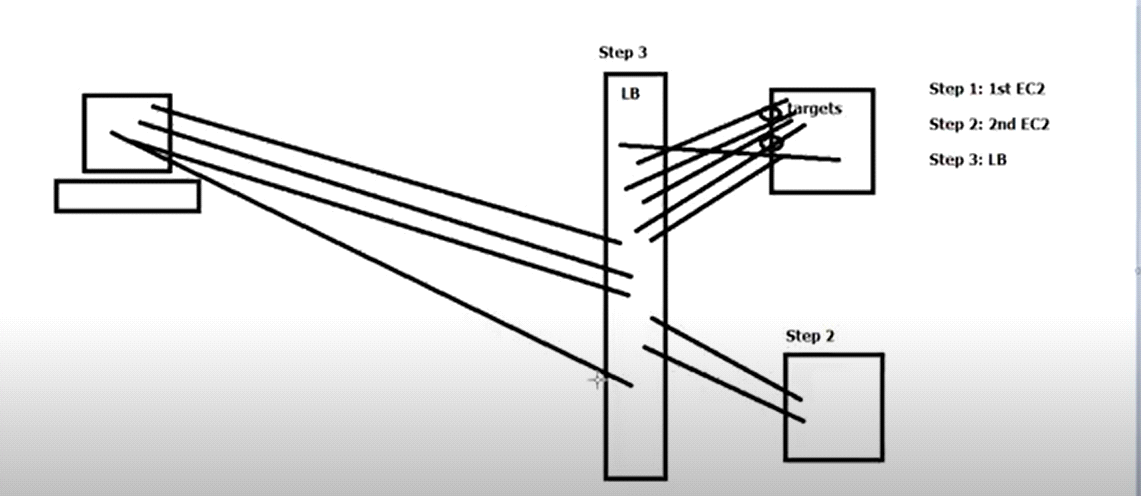 Step 3
LB
targets
Step 1: 1st EC2
Step 2: 2nd EC2
Step 3: LB
Step 2